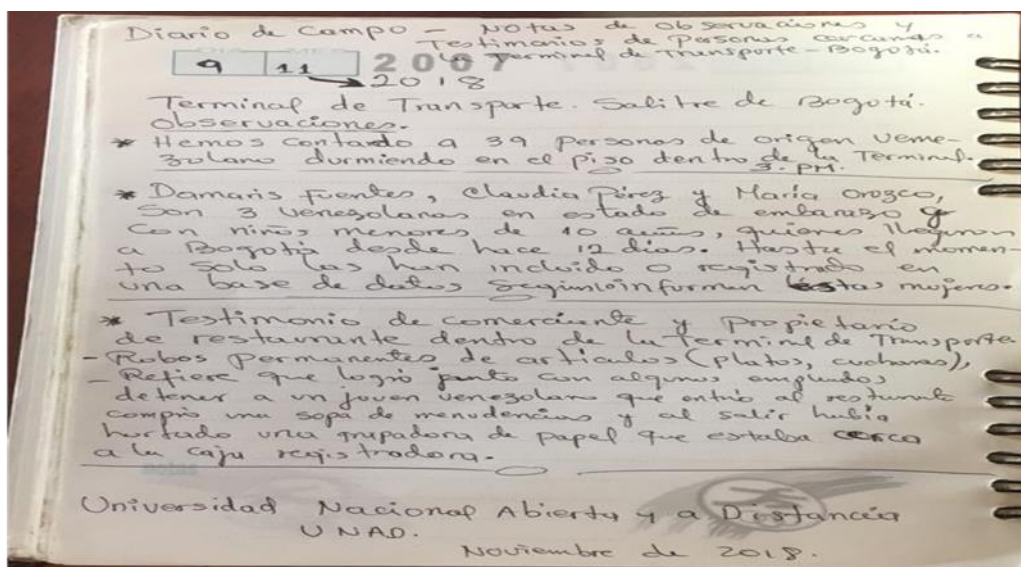 Diario de Campo - Notas de observaciones y
Testimonios de Personas cercanas a
la Terminal de Transporte - Bogotá.
9 11 2007
2018
Terminal de Transporte. Salitre de Bogotá.
Observaciones.
* Hemos contado a 39 personas de origen vene-
zolano durmiendo en el piso dentro de la Terminal.
3. PM.
* Damaris Fuentes, Claudia Pérez y María Orozco,
Son 3 venezolanas en estado de embarazo y
con niños menores de 10 años, quienes llegaron
a Bogotá desde hace 12 días. Hasta el momen-
to solo las han incluido o registrado en
una base de datos según informan estas mujeres.
* Testimonio de comerciante y propietario
de restaurante dentro de la Terminal de Transporte.
- Robos permanentes de artículos (platos, cucharas),
- Refiere que logró junto con algunos empleados
detener a un joven venezolano que entró al restaurante
compró una sopa de menudencias y al salir había
hurtado una grapadora de papel que estaba cerca
a la caja registradora.
notas
Universidad Nacional Abierta y a Distancia
UNAD.
Noviembre de 2018.